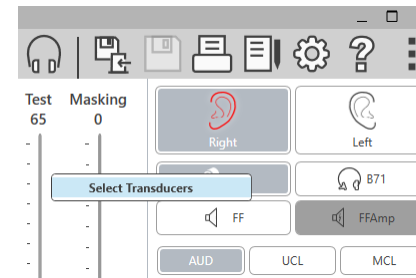 Test Masking
65 0
Right Left
Select Transducers
B71
FF FFAmp
AUD UCL MCL